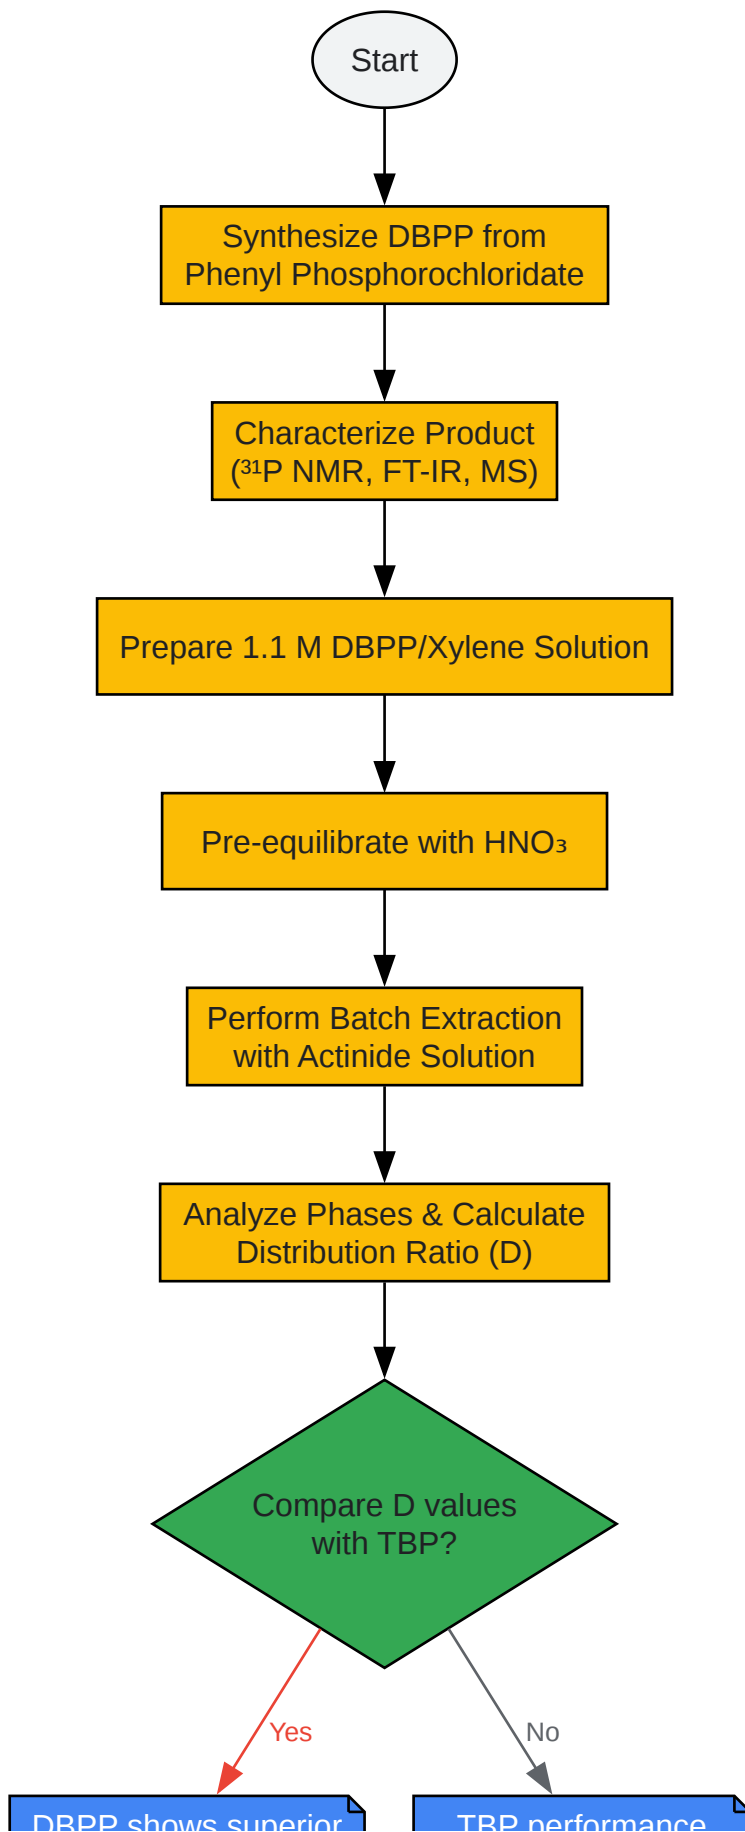 Start
Synthesize DBPP from
Phenyl Phosphorochloridate
Characterize Product
(³¹P NMR, FT-IR, MS)
Prepare 1.1 M DBPP/Xylene Solution
Pre-equilibrate with HNO₃
Perform Batch Extraction
with Actinide Solution
Analyze Phases & Calculate
Distribution Ratio (D)
Compare D values
with TBP?
Yes
No
DBPP shows superior
TBP performance